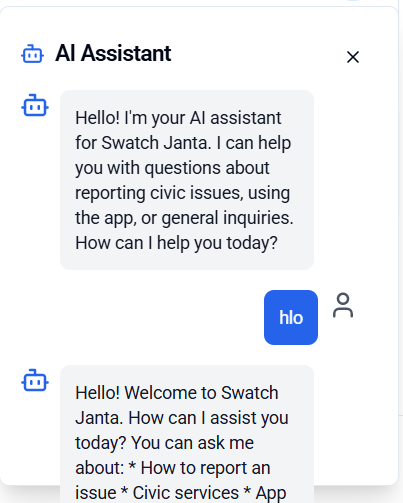 AI Assistant
Hello! I'm your AI assistant
for Swatch Janta. I can help
you with questions about
reporting civic issues, using
the app, or general inquiries.
How can I help you today?
hlo
Hello! Welcome to Swatch
Janta. How can I assist you
today? You can ask me
about: * How to report an
issue * Civic services * App